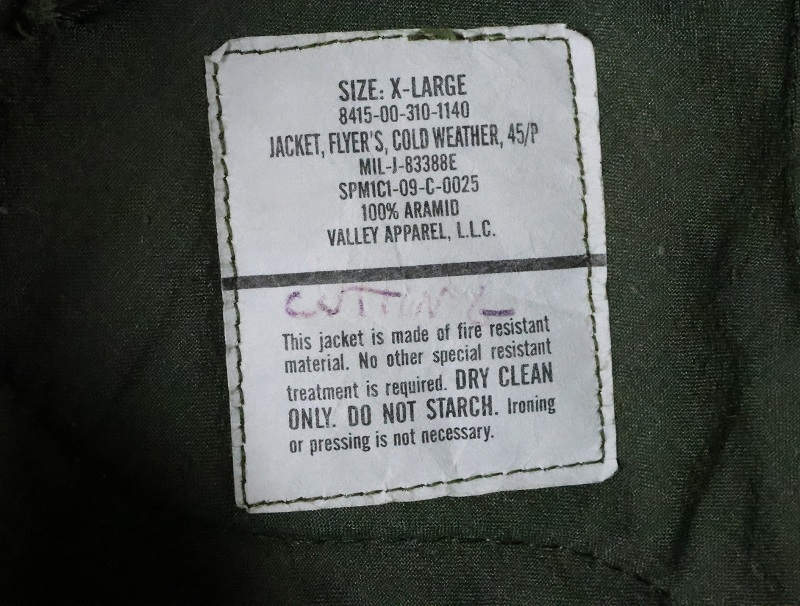 SIZE: X-LARGE
8415-00-310-1140
JACKET, FLYER'S, COLD WEATHER, 45/P
MIL-J-83388E
SPM1C1-09-C-0025
100% ARAMID
VALLEY APPAREL, L.L.C.
This jacket is made of fire resistant
material. No other special resistant
treatment is required. DRY CLEAN
ONLY. DO NOT STARCH. Ironing
or pressing is not necessary.